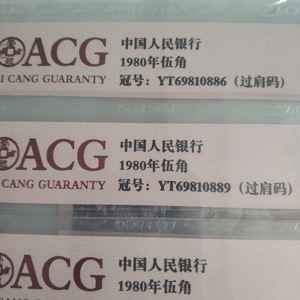 ACG
I CANG GUARANTY
中国人民银行
1980年伍角
冠号：YT69810886（过肩码）
ACG
CANG GUARANTY
中国人民银行
1980年伍角
冠号：YT69810889（过肩码）
ACG
中国人民银行
1980年伍角